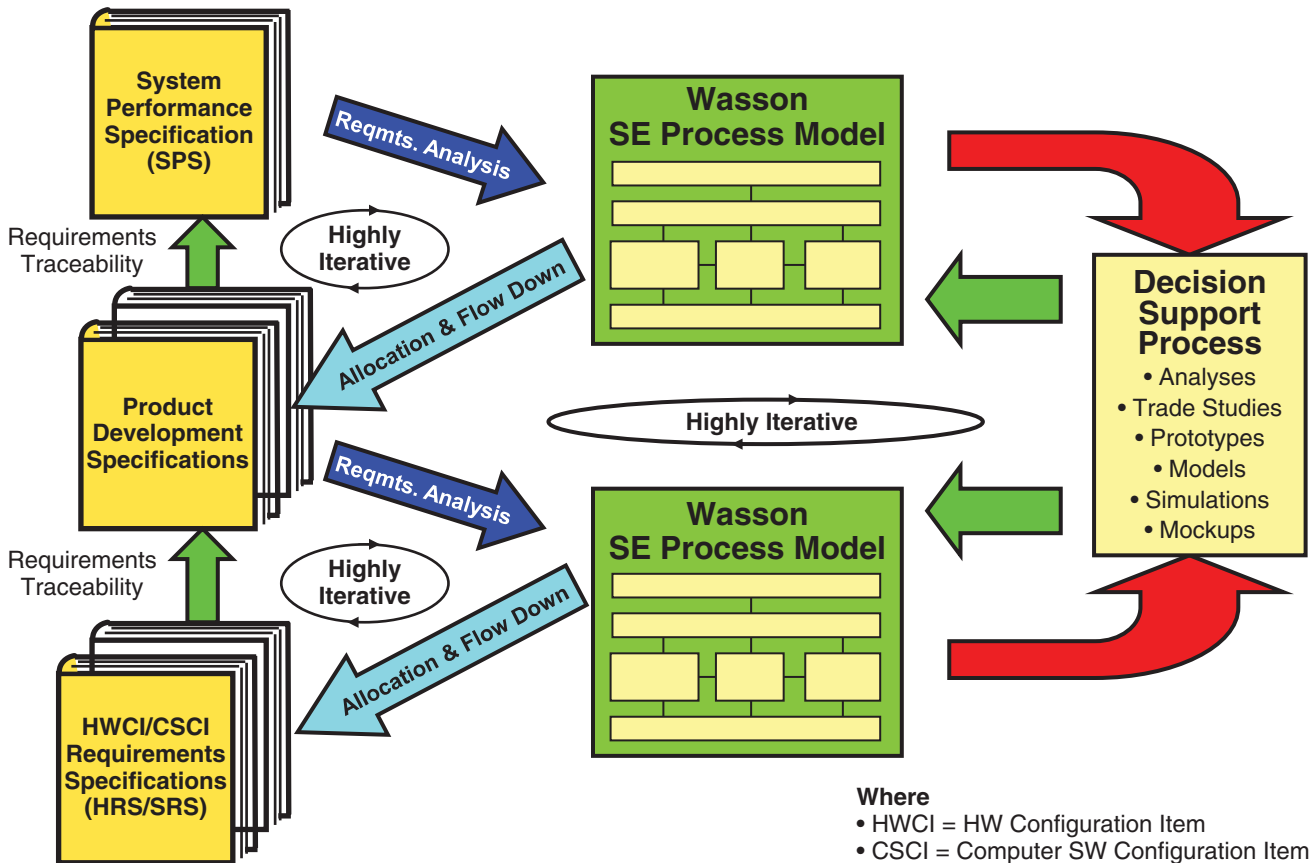 System
Performance
Specification
(SPS)
Reqmts. Analysis
Wasson
SE Process Model
Requirements
Traceability
Highly
Iterative
Allocation & Flow Down
Decision
Support
Process
• Analyses
• Trade Studies
• Prototypes
• Models
• Simulations
• Mockups
Product
Development
Specifications
Highly Iterative
Reqmts. Analysis
Wasson
SE Process Model
Requirements
Traceability
Highly
Iterative
Allocation & Flow Down
HWCI/CSCI
Requirements
Specifications
(HRS/SRS)
Where
• HWCI = HW Configuration Item
• CSCI = Computer SW Configuration Item